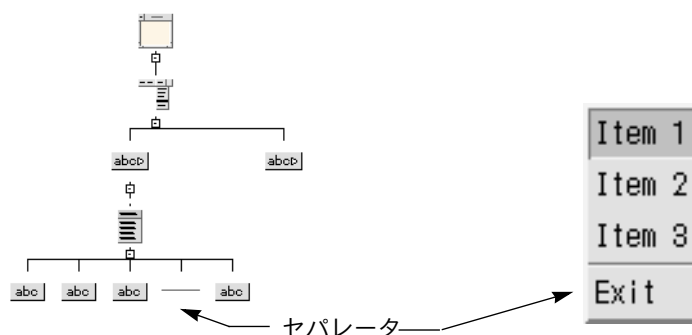 abc▷ abc▷
abc abc abc abc
セパレータ
Item 1
Item 2
Item 3
Exit